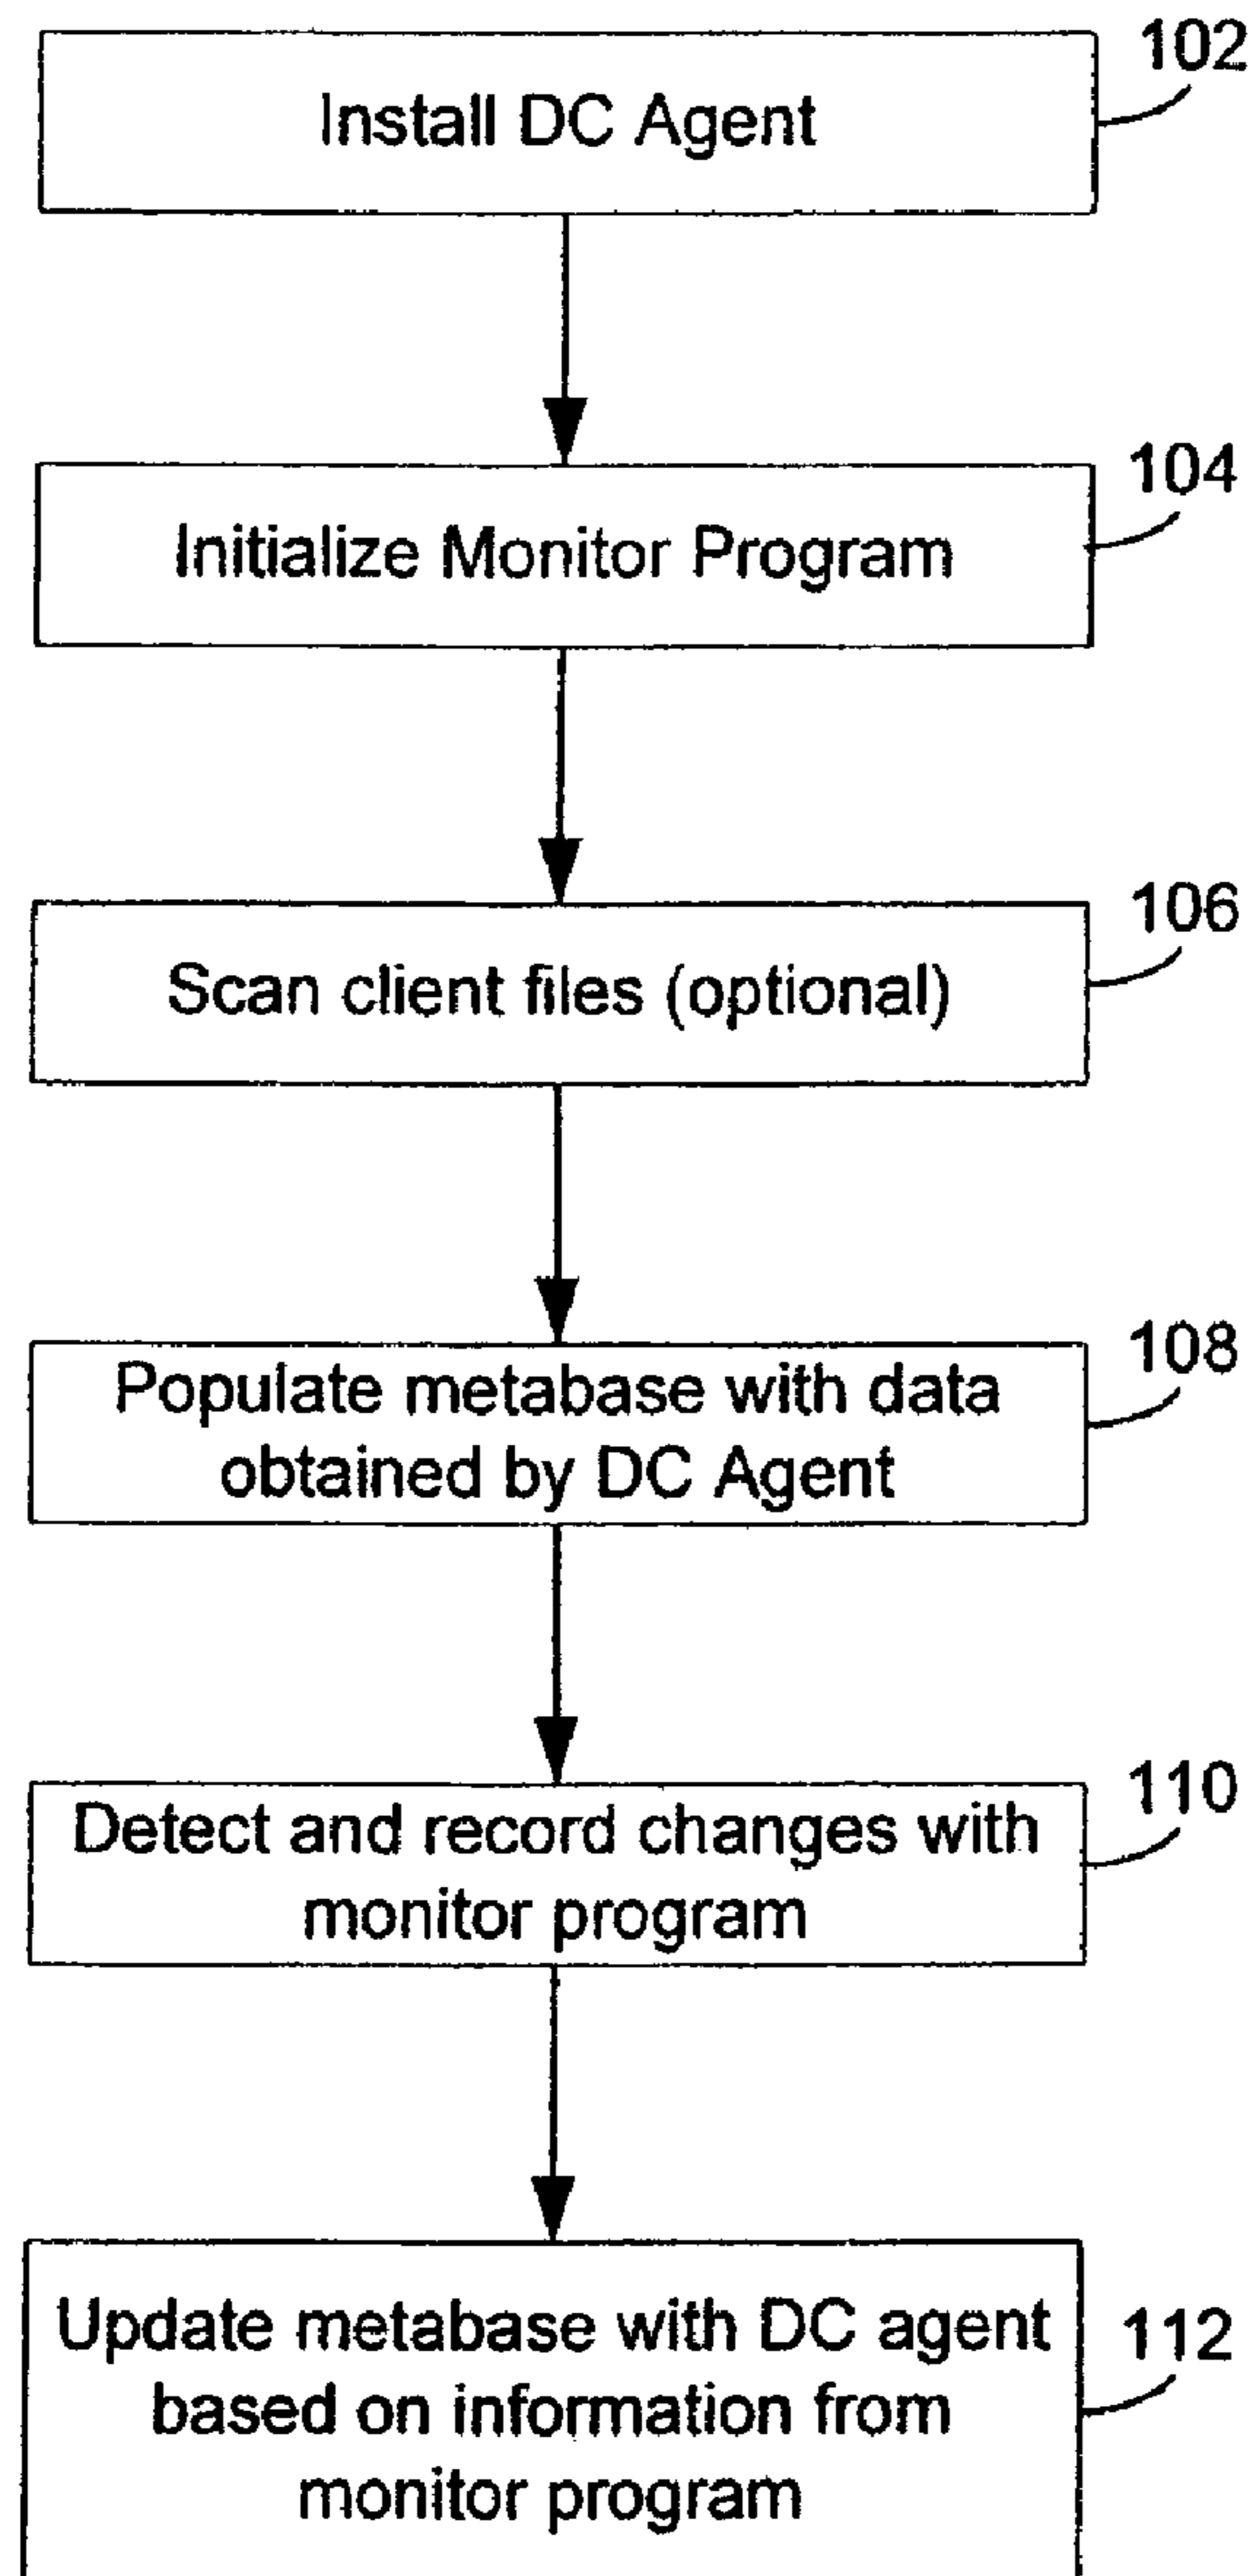 102
Install DC Agent
104
Initialize Monitor Program
106
Scan client files (optional)
108
Populate metabase with data
obtained by DC Agent
110
Detect and record changes with
monitor program
112
Update metabase with DC agent
based on information from
monitor program